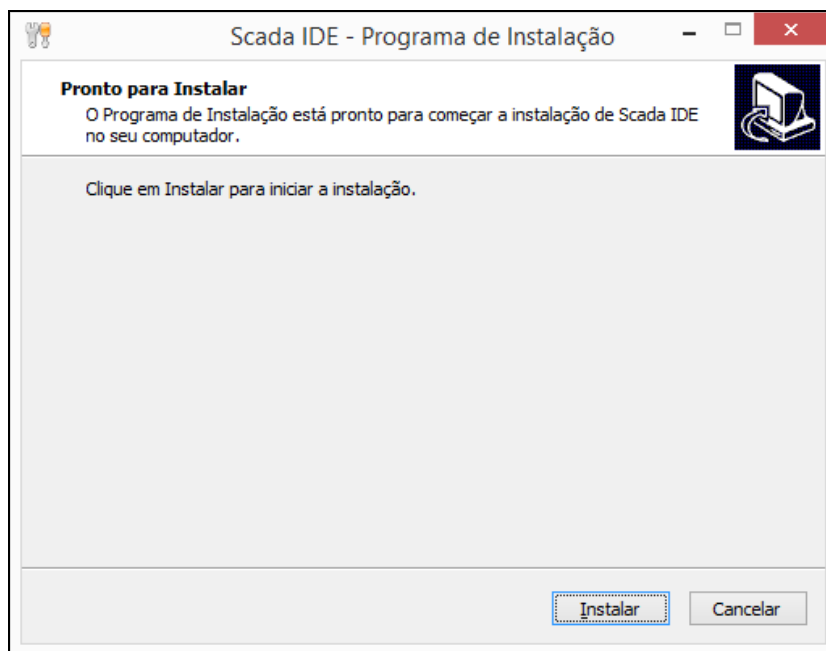 Scada IDE - Programa de Instalação
Pronto para Instalar
O Programa de Instalação está pronto para começar a instalação de Scada IDE
no seu computador.
Clique em Instalar para iniciar a instalação.
Instalar
Cancelar